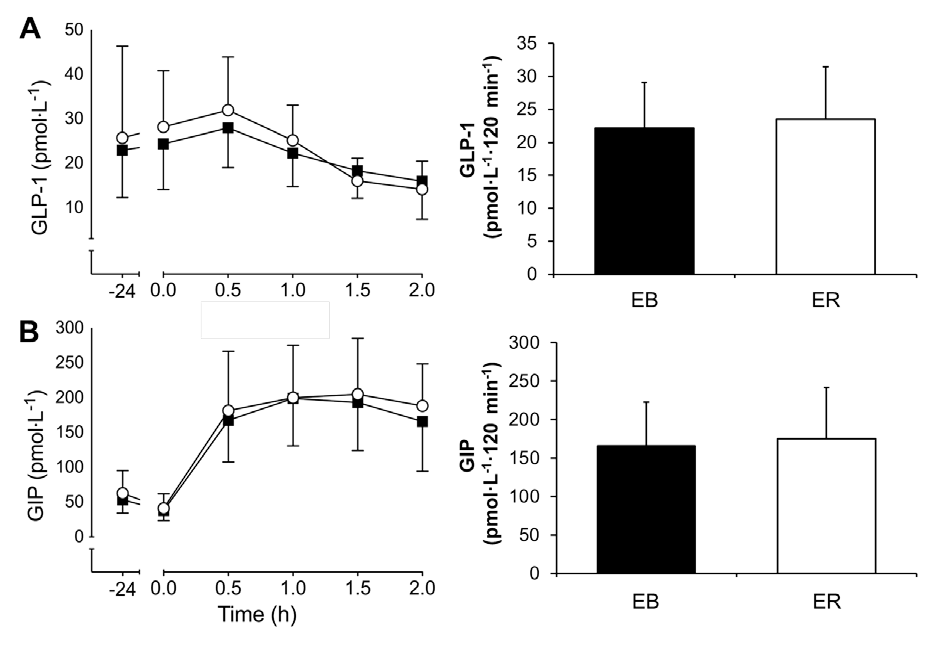 A
GLP-1 (pmol·L⁻¹)
50
40
30
20
10
-24 0.0 0.5 1.0 1.5 2.0
GLP-1
(pmol·L⁻¹·120 min⁻¹)
35
30
25
20
15
10
5
0
EB ER
B
GIP (pmol·L⁻¹)
300
250
200
150
100
50
0
-24 0.0 0.5 1.0 1.5 2.0
Time (h)
GIP
(pmol·L⁻¹·120 min⁻¹)
300
250
200
150
100
50
0
EB ER